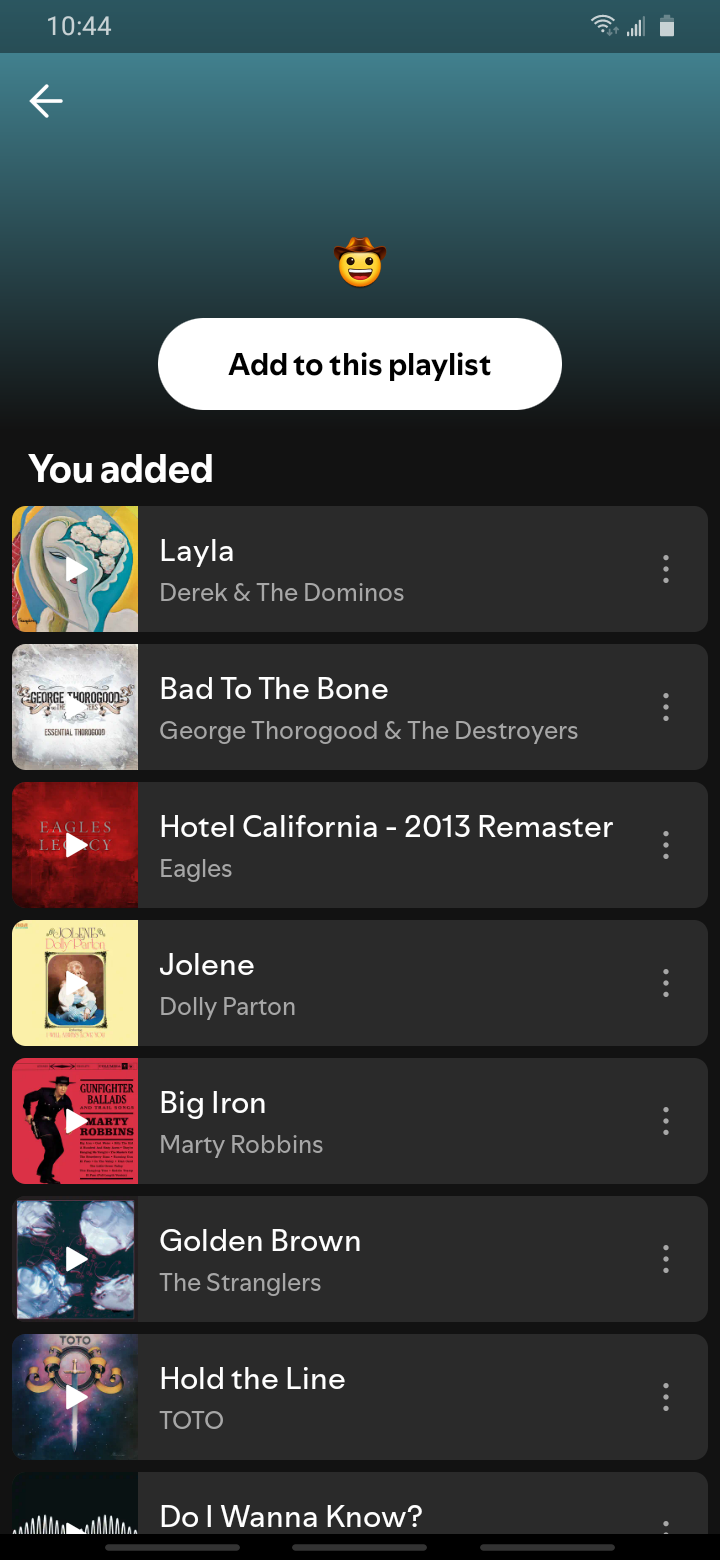 10:44
Add to this playlist
You added
Layla
Derek & The Dominos
GEORGE THOROGOOD
ESSENTIAL THOROGOOD
Bad To The Bone
George Thorogood & The Destroyers
EAGLES
Hotel California - 2013 Remaster
Eagles
JOLENE
Dolly Parton
Jolene
Dolly Parton
GUNFIGHTER
BALLADS
AND TRAIL SONGS
MARTY
ROBBINS
Big Iron
Marty Robbins
Golden Brown
The Stranglers
TOTO
Hold the Line
TOTO
Do I Wanna Know?